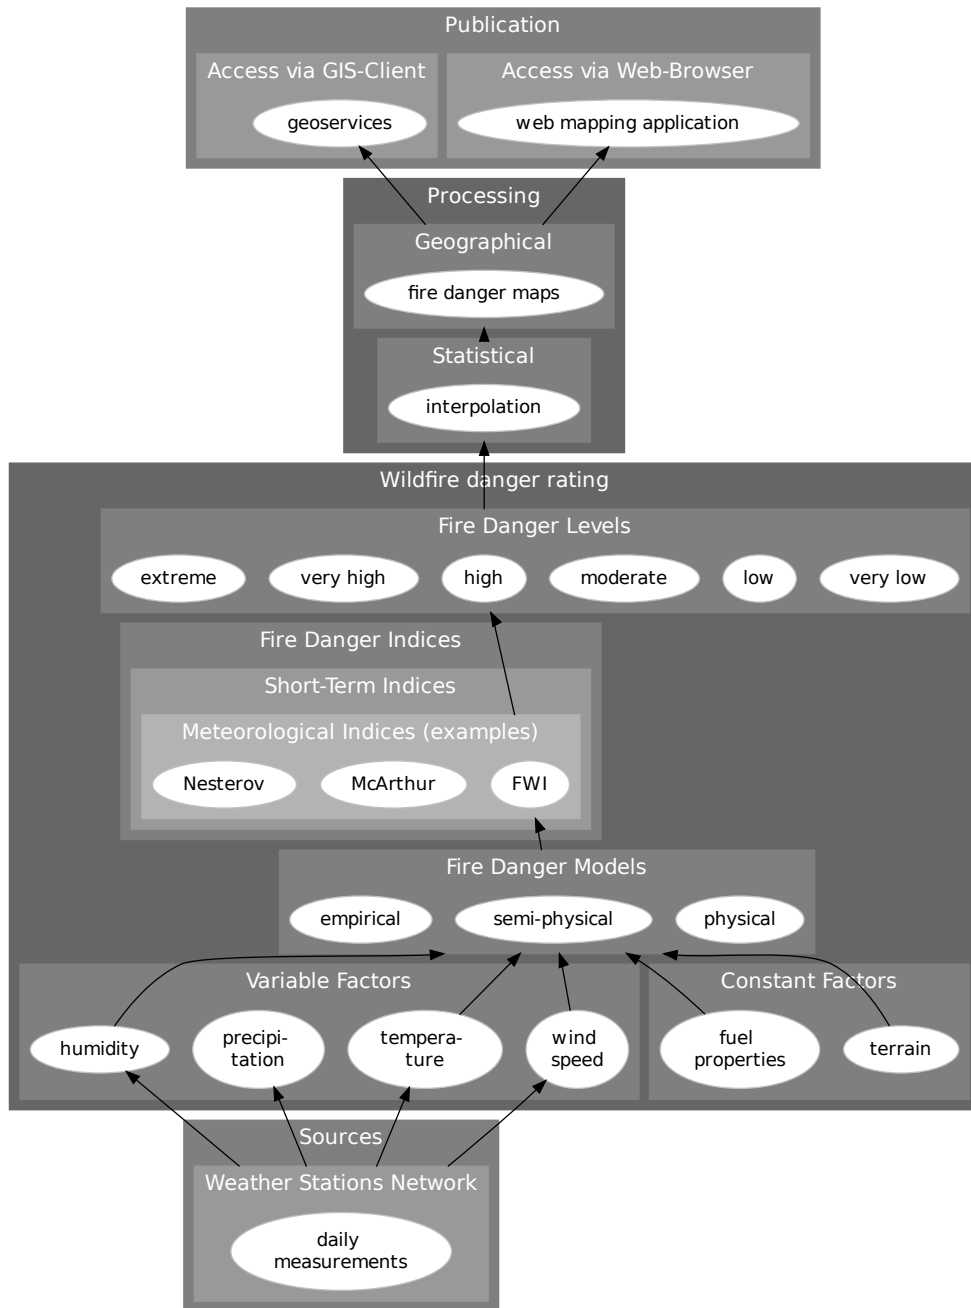 Publication
Access via GIS-Client
Access via Web-Browser
geoservices
web mapping application
Processing
Geographical
fire danger maps
Statistical
interpolation
Wildfire danger rating
Fire Danger Levels
extreme
very high
high
moderate
low
very low
Fire Danger Indices
Short-Term Indices
Meteorological Indices (examples)
Nesterov
McArthur
FWI
Fire Danger Models
empirical
semi-physical
physical
Variable Factors
Constant Factors
humidity
precipi-
tation
tempera-
ture
wind
speed
fuel
properties
terrain
Sources
Weather Stations Network
daily
measurements